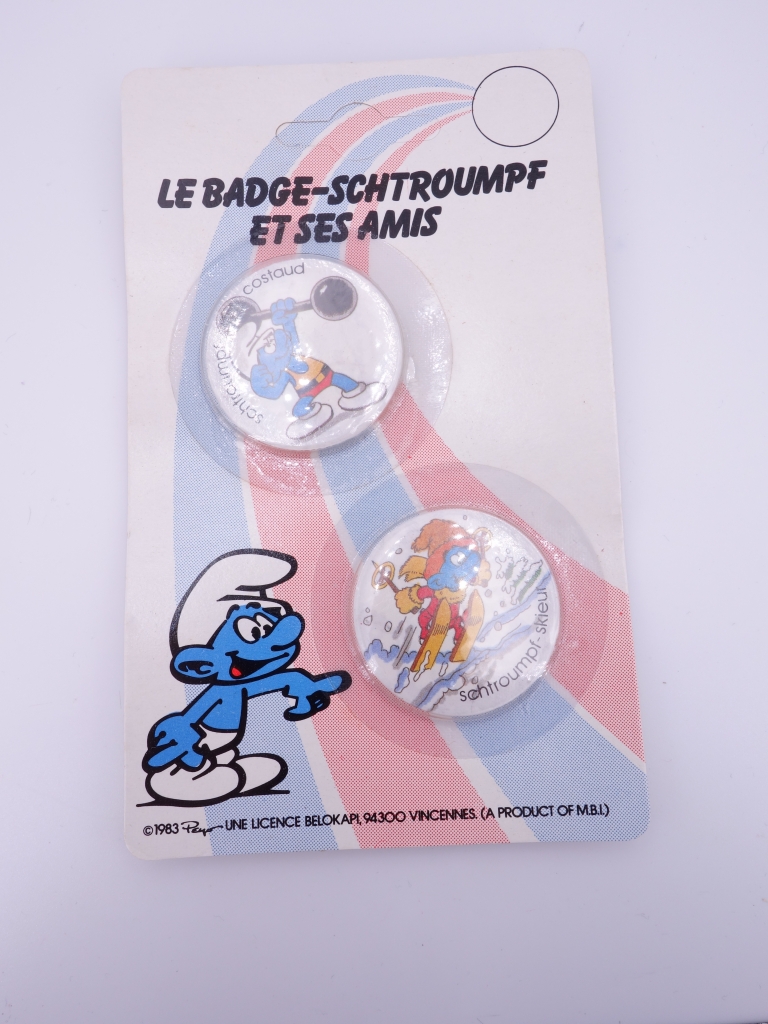 LE BADGE-SCHTROUMPF
ET SES AMIS
schtroumpf costaud
schtroumpf-skieur
©1983 Peyo UNE LICENCE BELOKAPI, 94300 VINCENNES. (A PRODUCT OF M.B.I.)